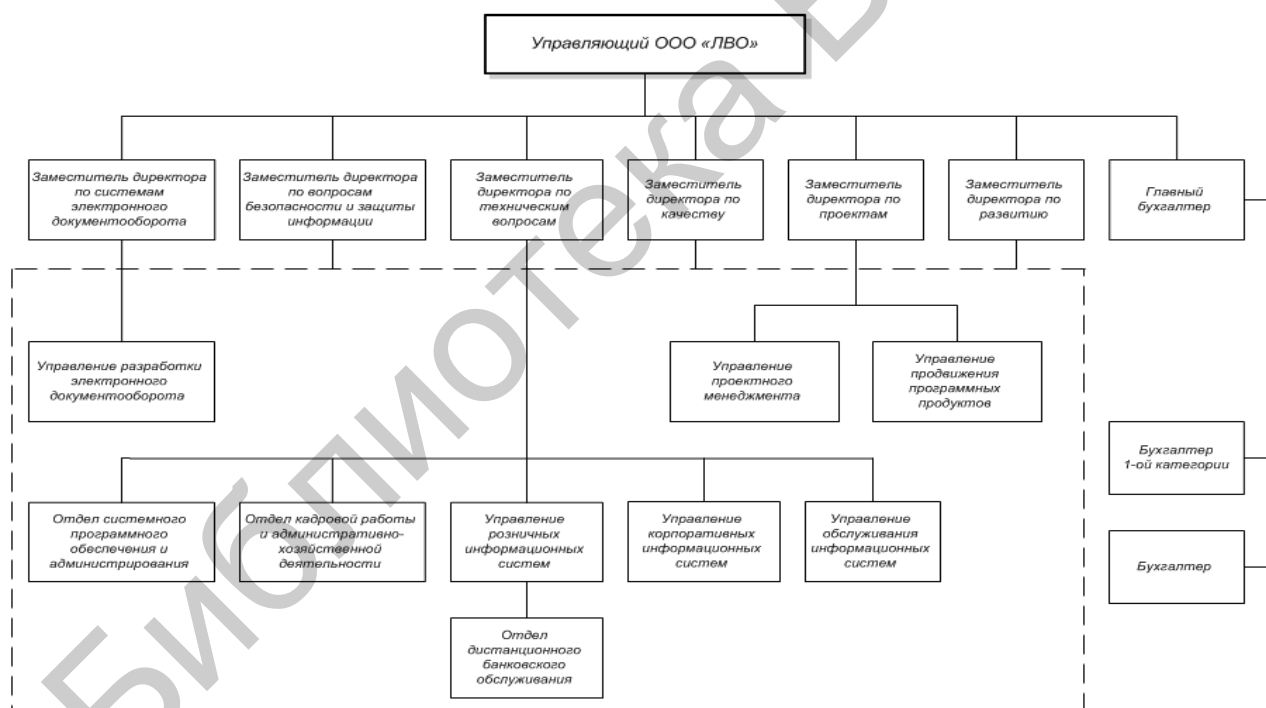 Управляющий ООО «ЛВО»
Заместитель директора
по системам
электронного
документооборота
Заместитель директора
по вопросам
безопасности и защиты
информации
Заместитель
директора по
техническим
вопросам
Заместитель
директора по
качеству
Заместитель
директора по
проектам
Заместитель
директора по
развитию
Главный
бухгалтер
Управление разработки
электронного
документооборота
Управление
проектного
менеджмента
Управление
продвижения
программных
продуктов
Бухгалтер
1-ой категории
Отдел системного
программного
обеспечения и
администрирования
Отдел кадровой работы
и административно-
хозяйственной
деятельности
Управление
розничных
информационных
систем
Управление
корпоративных
информационных
систем
Управление
обслуживания
информационных
систем
Бухгалтер
Отдел
дистанционного
банковского
обслуживания
Библиотека